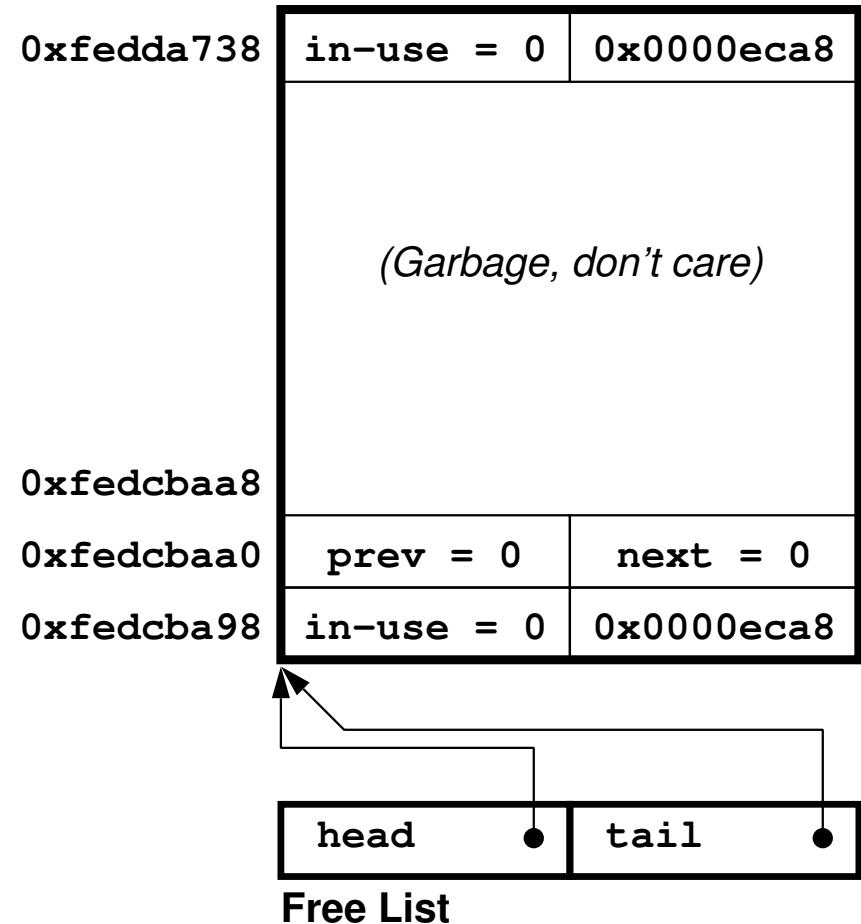 0xfedda738 in-use = 0 0x0000eca8
(Garbage, don't care)
0xfedcbaa8
0xfedcbaa0 prev = 0 next = 0
0xfedcba98 in-use = 0 0x0000eca8
head tail
Free List